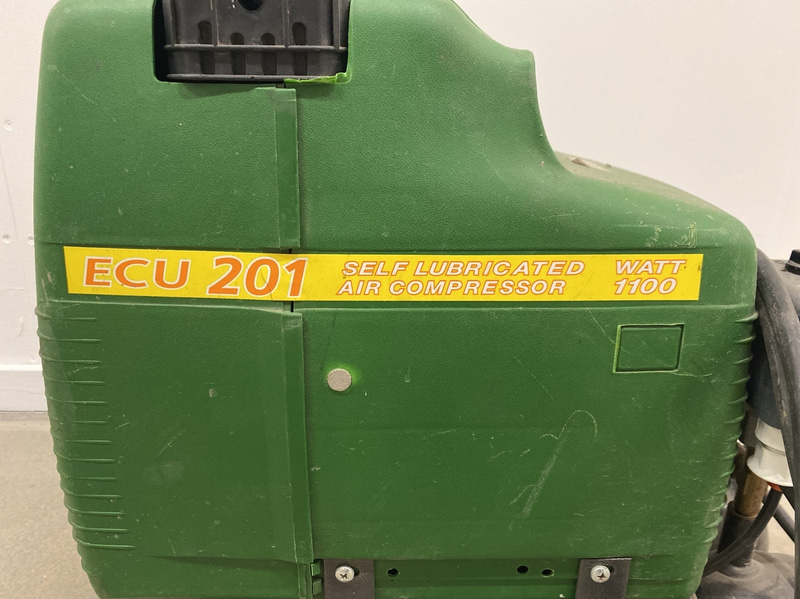 ECU 201
SELF LUBRICATED
AIR COMPRESSOR
WATT
1100